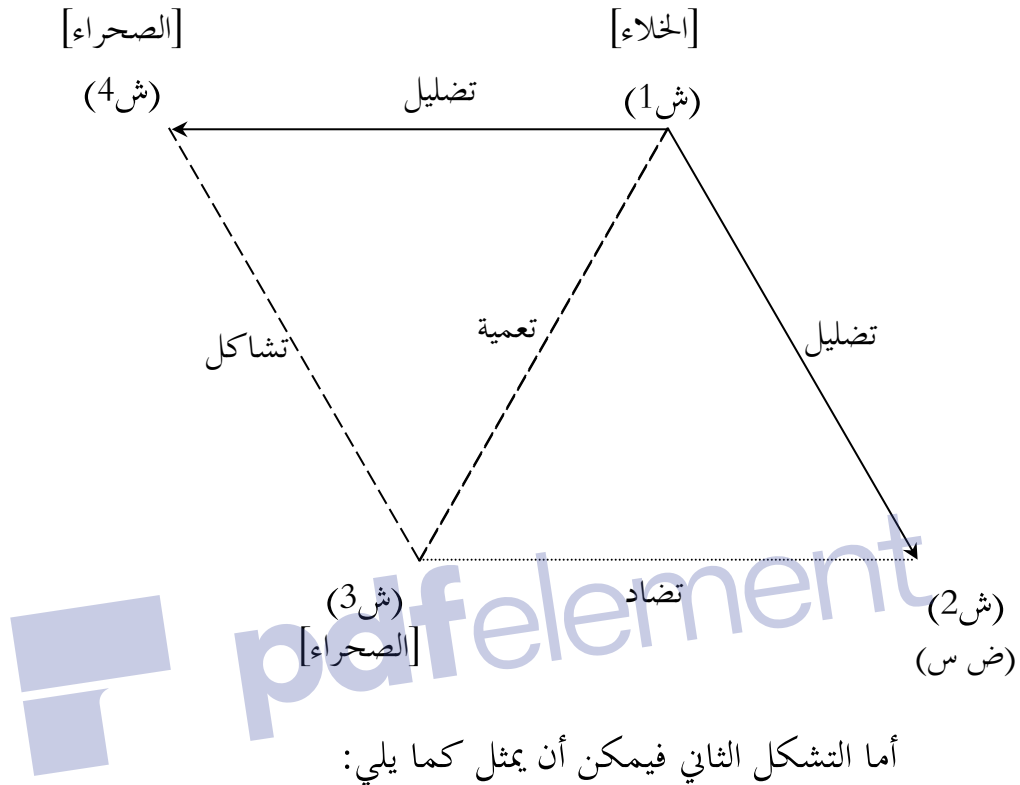 [الخلاء] [الصحراء]
(ش1) تضليل (ش4)
تضليل تعمية تشاكل
تضاد
(ش2) (ش3)
(ض س) [الصحراء]
pdfelement
أما التشكل الثاني فيمكن أن يمثل كما يلي: